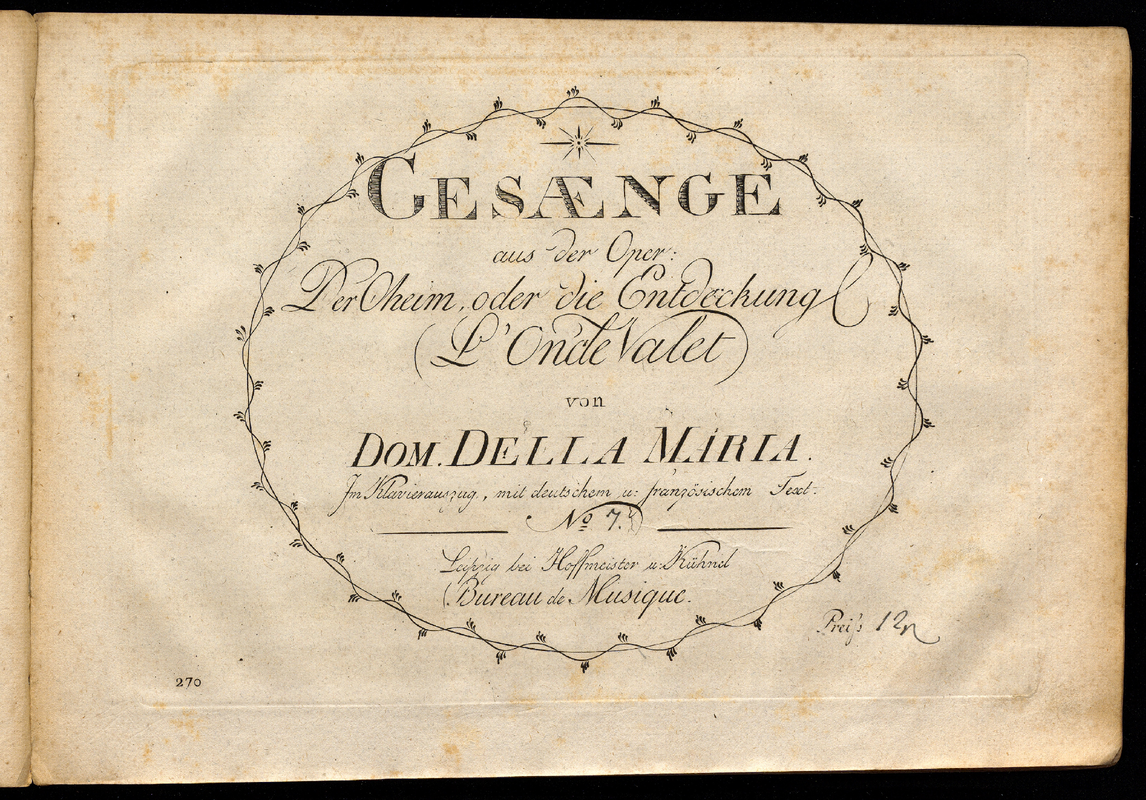 GESÆNGE
aus der Oper:
Der Oheim, oder die Entdeckung
(L'Oncle Valet)
von
DOM. DELLA MARIA.
Im Klavierauszug, mit deutschem u: französischem Text.
No 7.
Leipzig bei Hoffmeister u: Kühnel
(Bureau de Musique.
Preiſs 12
270